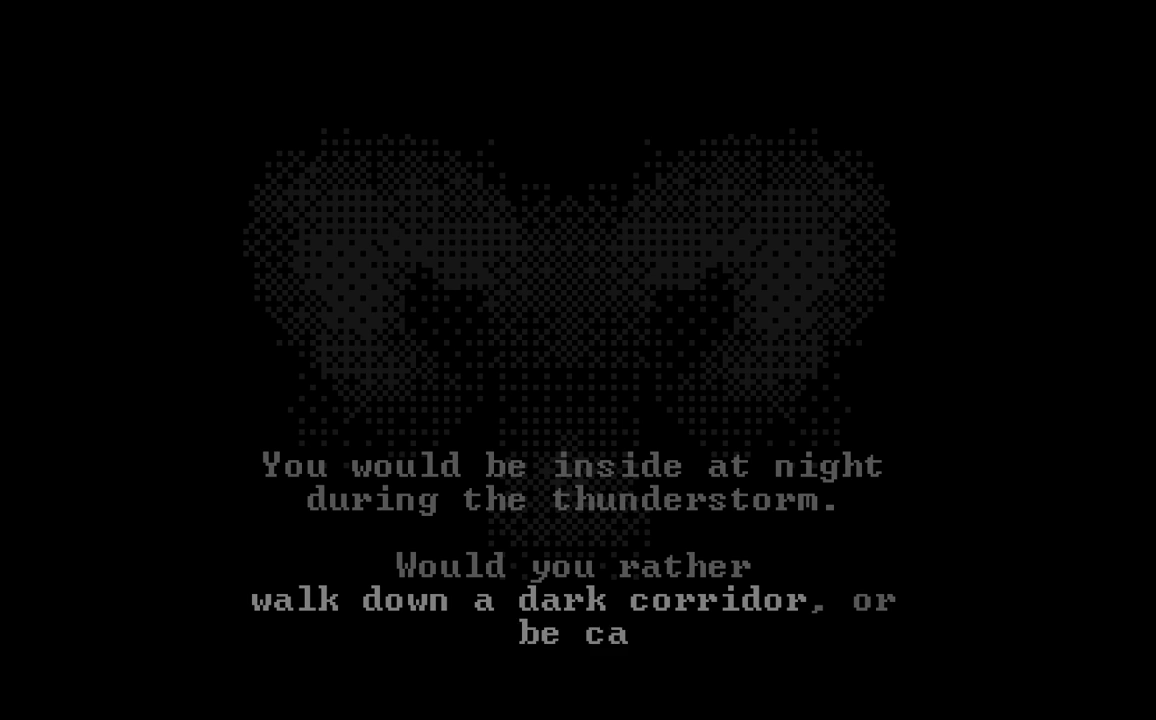 You would be inside at night
during the thunderstorm.
Would you rather
walk down a dark corridor, or
be ca